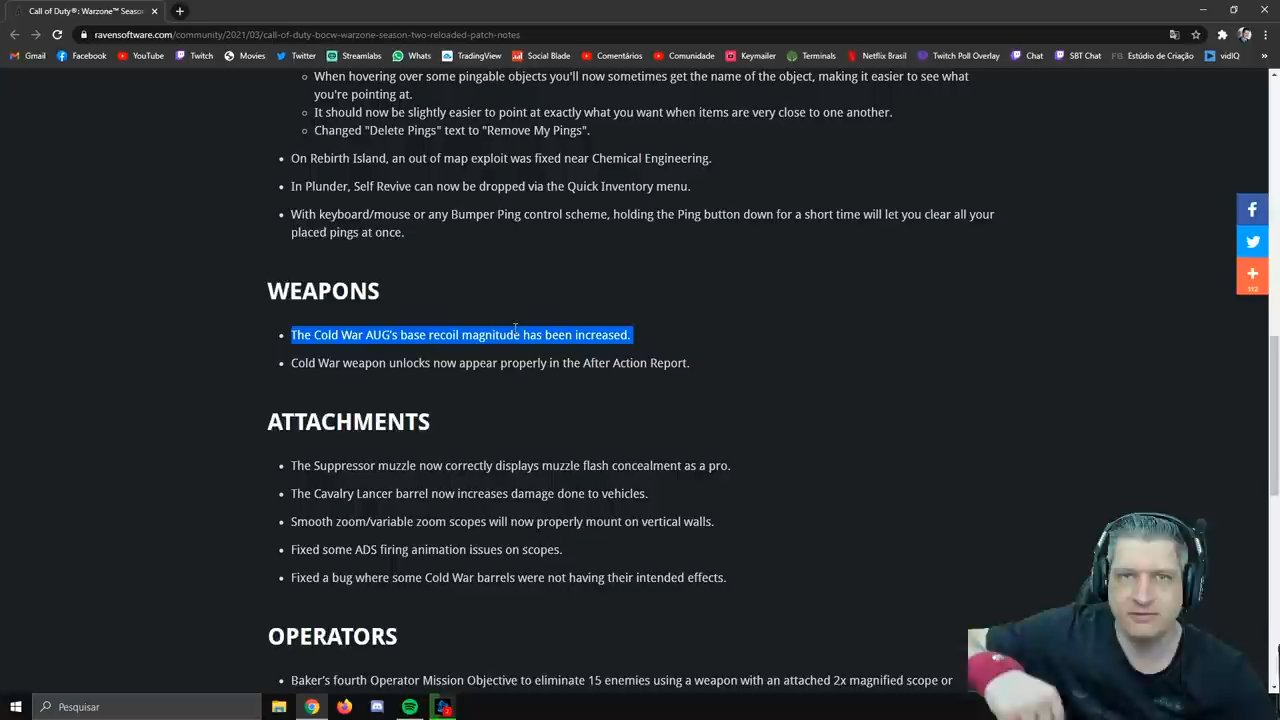 Call of Duty®: Warzone™ Seaso
ravensoftware.com/community/2021/03/call-of-duty-bocw-warzone-season-two-reloaded-patch-notes
Gmail Facebook YouTube Twitch Movies Twitter Streamlabs Whats TradingView Social Blade Comentários Comunidade Keymailer Terminals Netflix Brasil Twitch Poll Overlay Chat SBT Chat Estúdio de Criação vidIQ »
When hovering over some pingable objects you'll now sometimes get the name of the object, making it easier to see what
you're pointing at.
It should now be slightly easier to point at exactly what you want when items are very close to one another.
Changed "Delete Pings" text to "Remove My Pings".
On Rebirth Island, an out of map exploit was fixed near Chemical Engineering.
In Plunder, Self Revive can now be dropped via the Quick Inventory menu.
With keyboard/mouse or any Bumper Ping control scheme, holding the Ping button down for a short time will let you clear all your
placed pings at once.
112
WEAPONS
The Cold War AUG's base recoil magnitude has been increased.
Cold War weapon unlocks now appear properly in the After Action Report.
ATTACHMENTS
The Suppressor muzzle now correctly displays muzzle flash concealment as a pro.
The Cavalry Lancer barrel now increases damage done to vehicles.
Smooth zoom/variable zoom scopes will now properly mount on vertical walls.
Fixed some ADS firing animation issues on scopes.
Fixed a bug where some Cold War barrels were not having their intended effects.
OPERATORS
Baker's fourth Operator Mission Objective to eliminate 15 enemies using a weapon with an attached 2x magnified scope or
Pesquisar